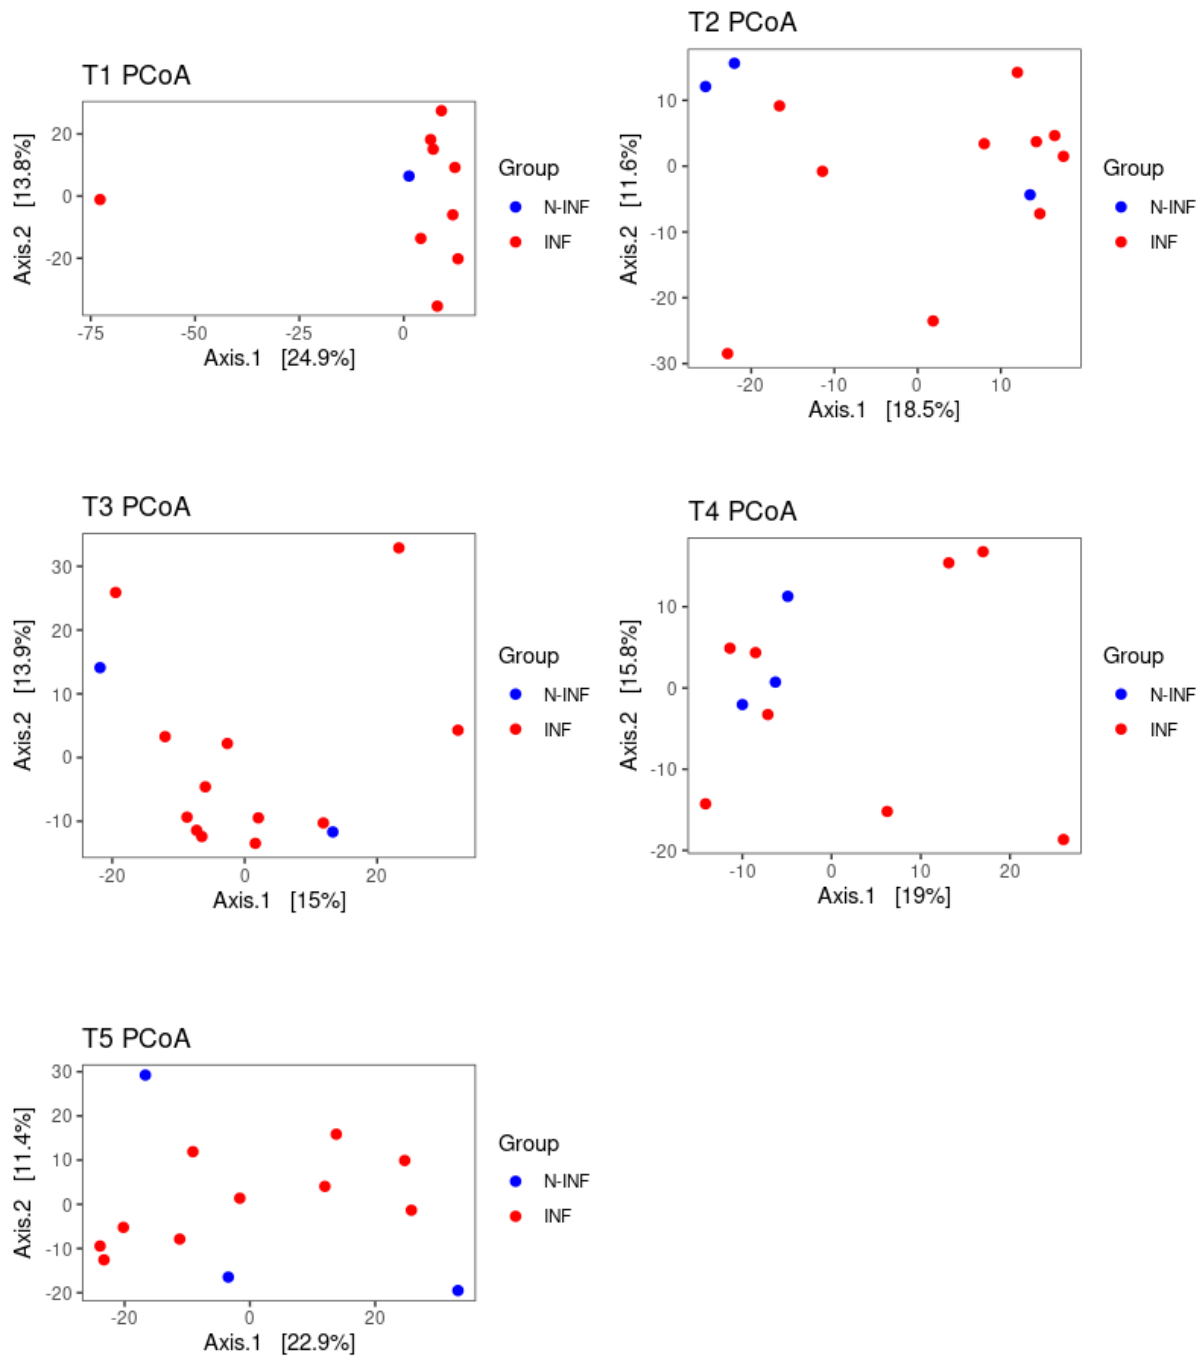 T1 PCoA
Axis.2 [13.8%]
20
0
-20
-75
-50
-25
0
Axis.1 [24.9%]
Group
N-INF
INF
T2 PCoA
Axis.2 [11.6%]
10
0
-10
-20
-30
-20
-10
0
10
Axis.1 [18.5%]
Group
N-INF
INF
T3 PCoA
Axis.2 [13.9%]
30
20
10
0
-10
-20
0
20
Axis.1 [15%]
Group
N-INF
INF
T4 PCoA
Axis.2 [15.8%]
10
0
-10
-20
-10
0
10
20
Axis.1 [19%]
Group
N-INF
INF
T5 PCoA
Axis.2 [11.4%]
30
20
10
0
-10
-20
-20
0
20
Axis.1 [22.9%]
Group
N-INF
INF